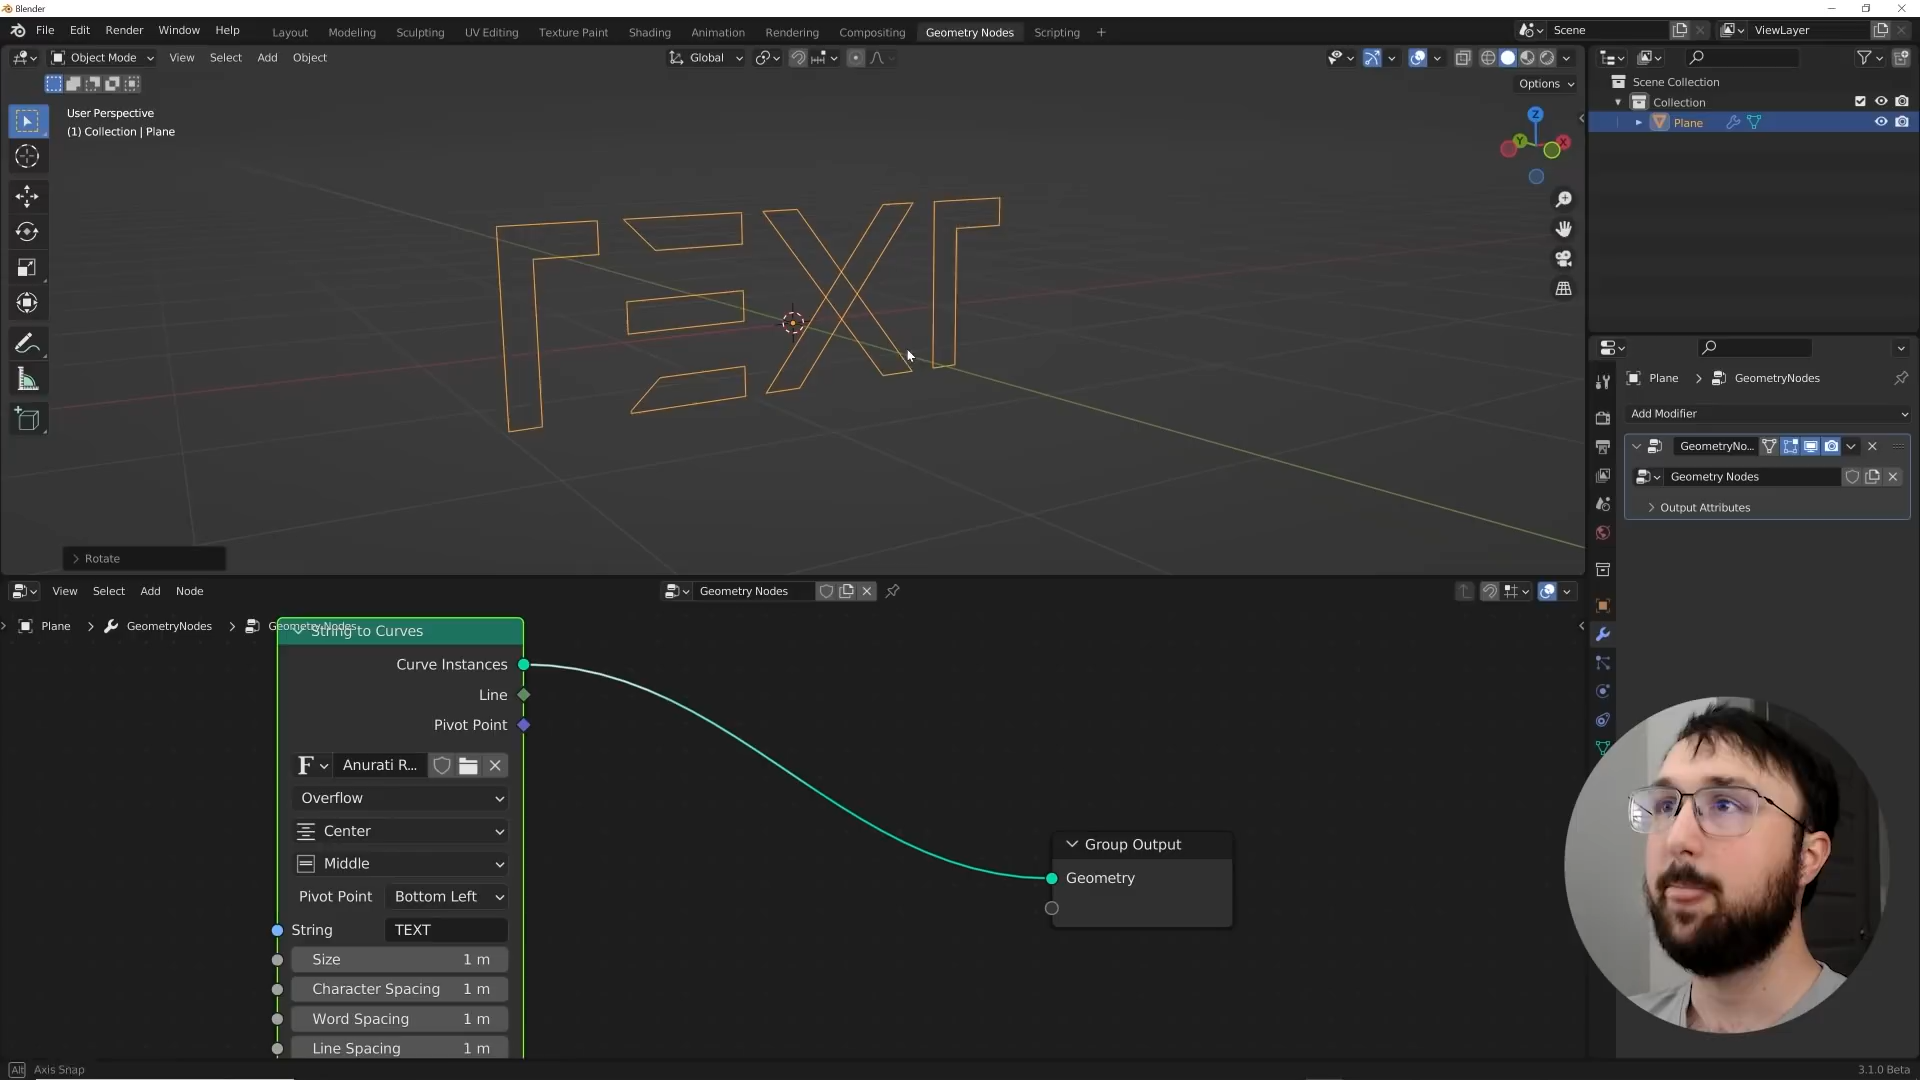 Blender
File Edit Render Window Help
Layout Modeling Sculpting UV Editing Texture Paint Shading Animation Rendering Compositing Geometry Nodes Scripting +
Scene
ViewLayer
Object Mode View Select Add Object
Global
Options
User Perspective
(1) Collection | Plane
Scene Collection
Collection
Plane
Z
Y
X
TEXT
Plane > GeometryNodes
Add Modifier
GeometryNo...
Geometry Nodes
Output Attributes
> Rotate
View Select Add Node
Geometry Nodes
Plane > GeometryNodes > Geometry Nodes
String to Curves
Curve Instances
Line
Pivot Point
F Anurati R...
Overflow
Center
Middle
Pivot Point Bottom Left
String TEXT
Size 1 m
Character Spacing 1 m
Word Spacing 1 m
Line Spacing 1 m
Group Output
Geometry
Alt Axis Snap
3.1.0 Beta